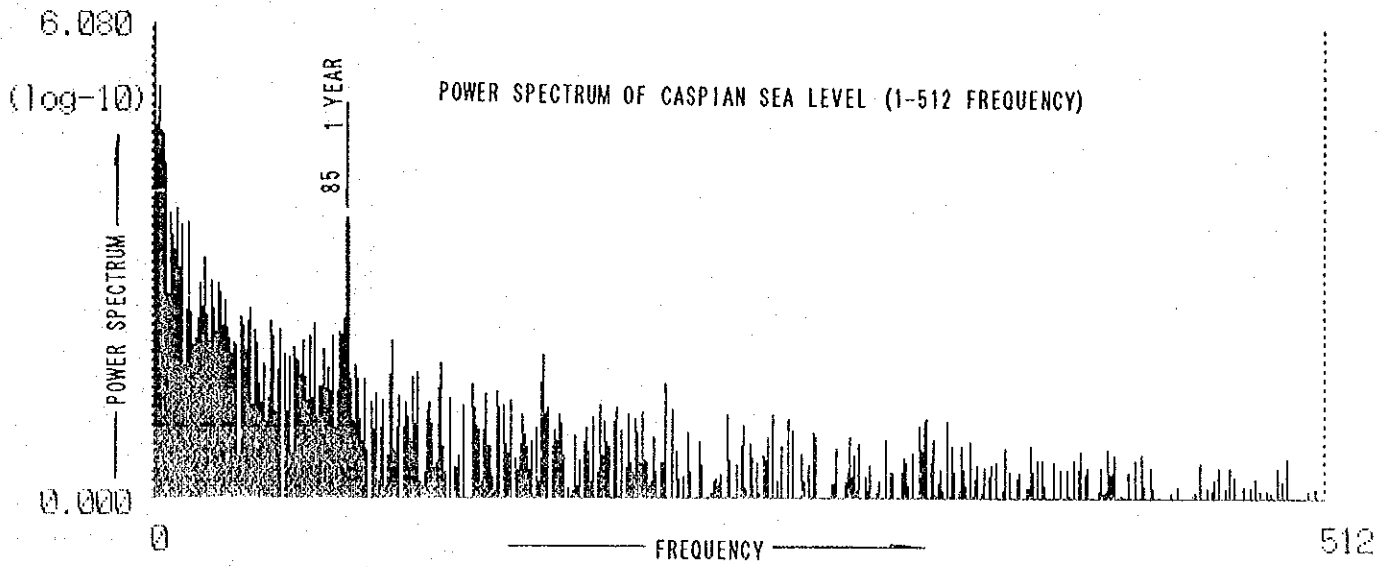 6.080
(log-10)
POWER SPECTRUM OF CASPIAN SEA LEVEL (1-512 FREQUENCY)
85 1 YEAR
POWER SPECTRUM
0.000
0
512
FREQUENCY